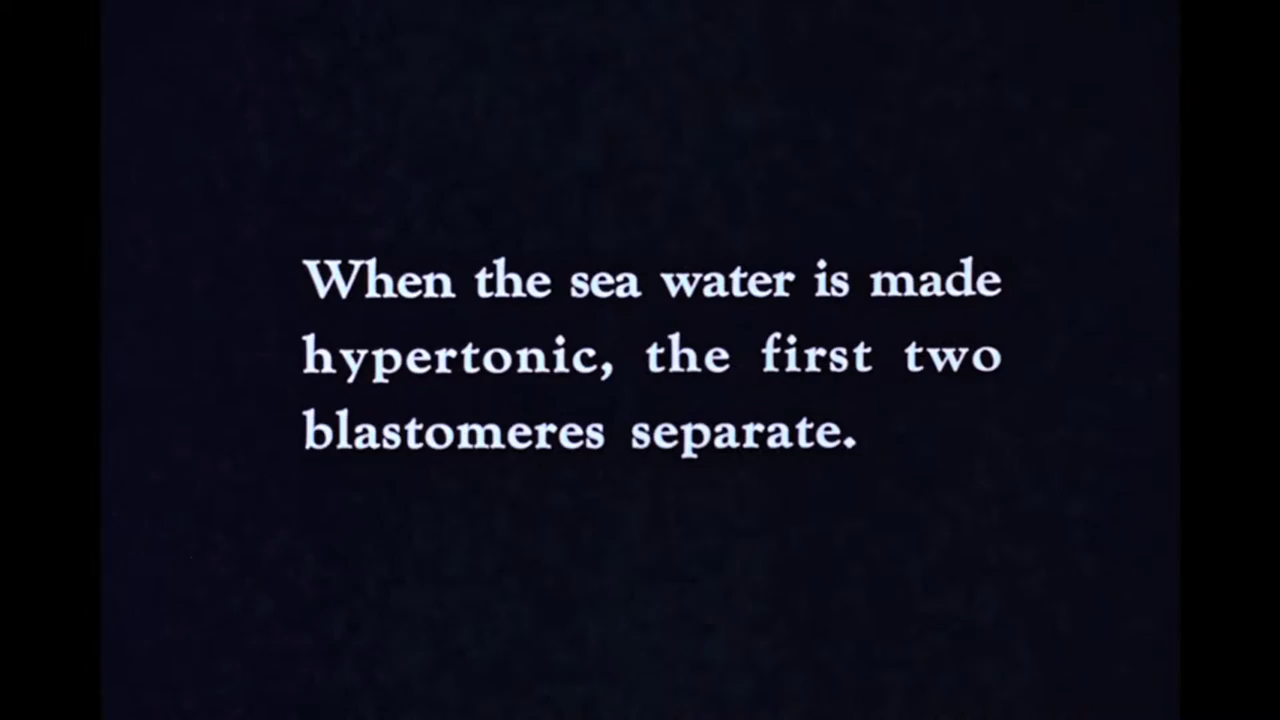 When the sea water is made
hypertonic, the first two
blastomeres separate.